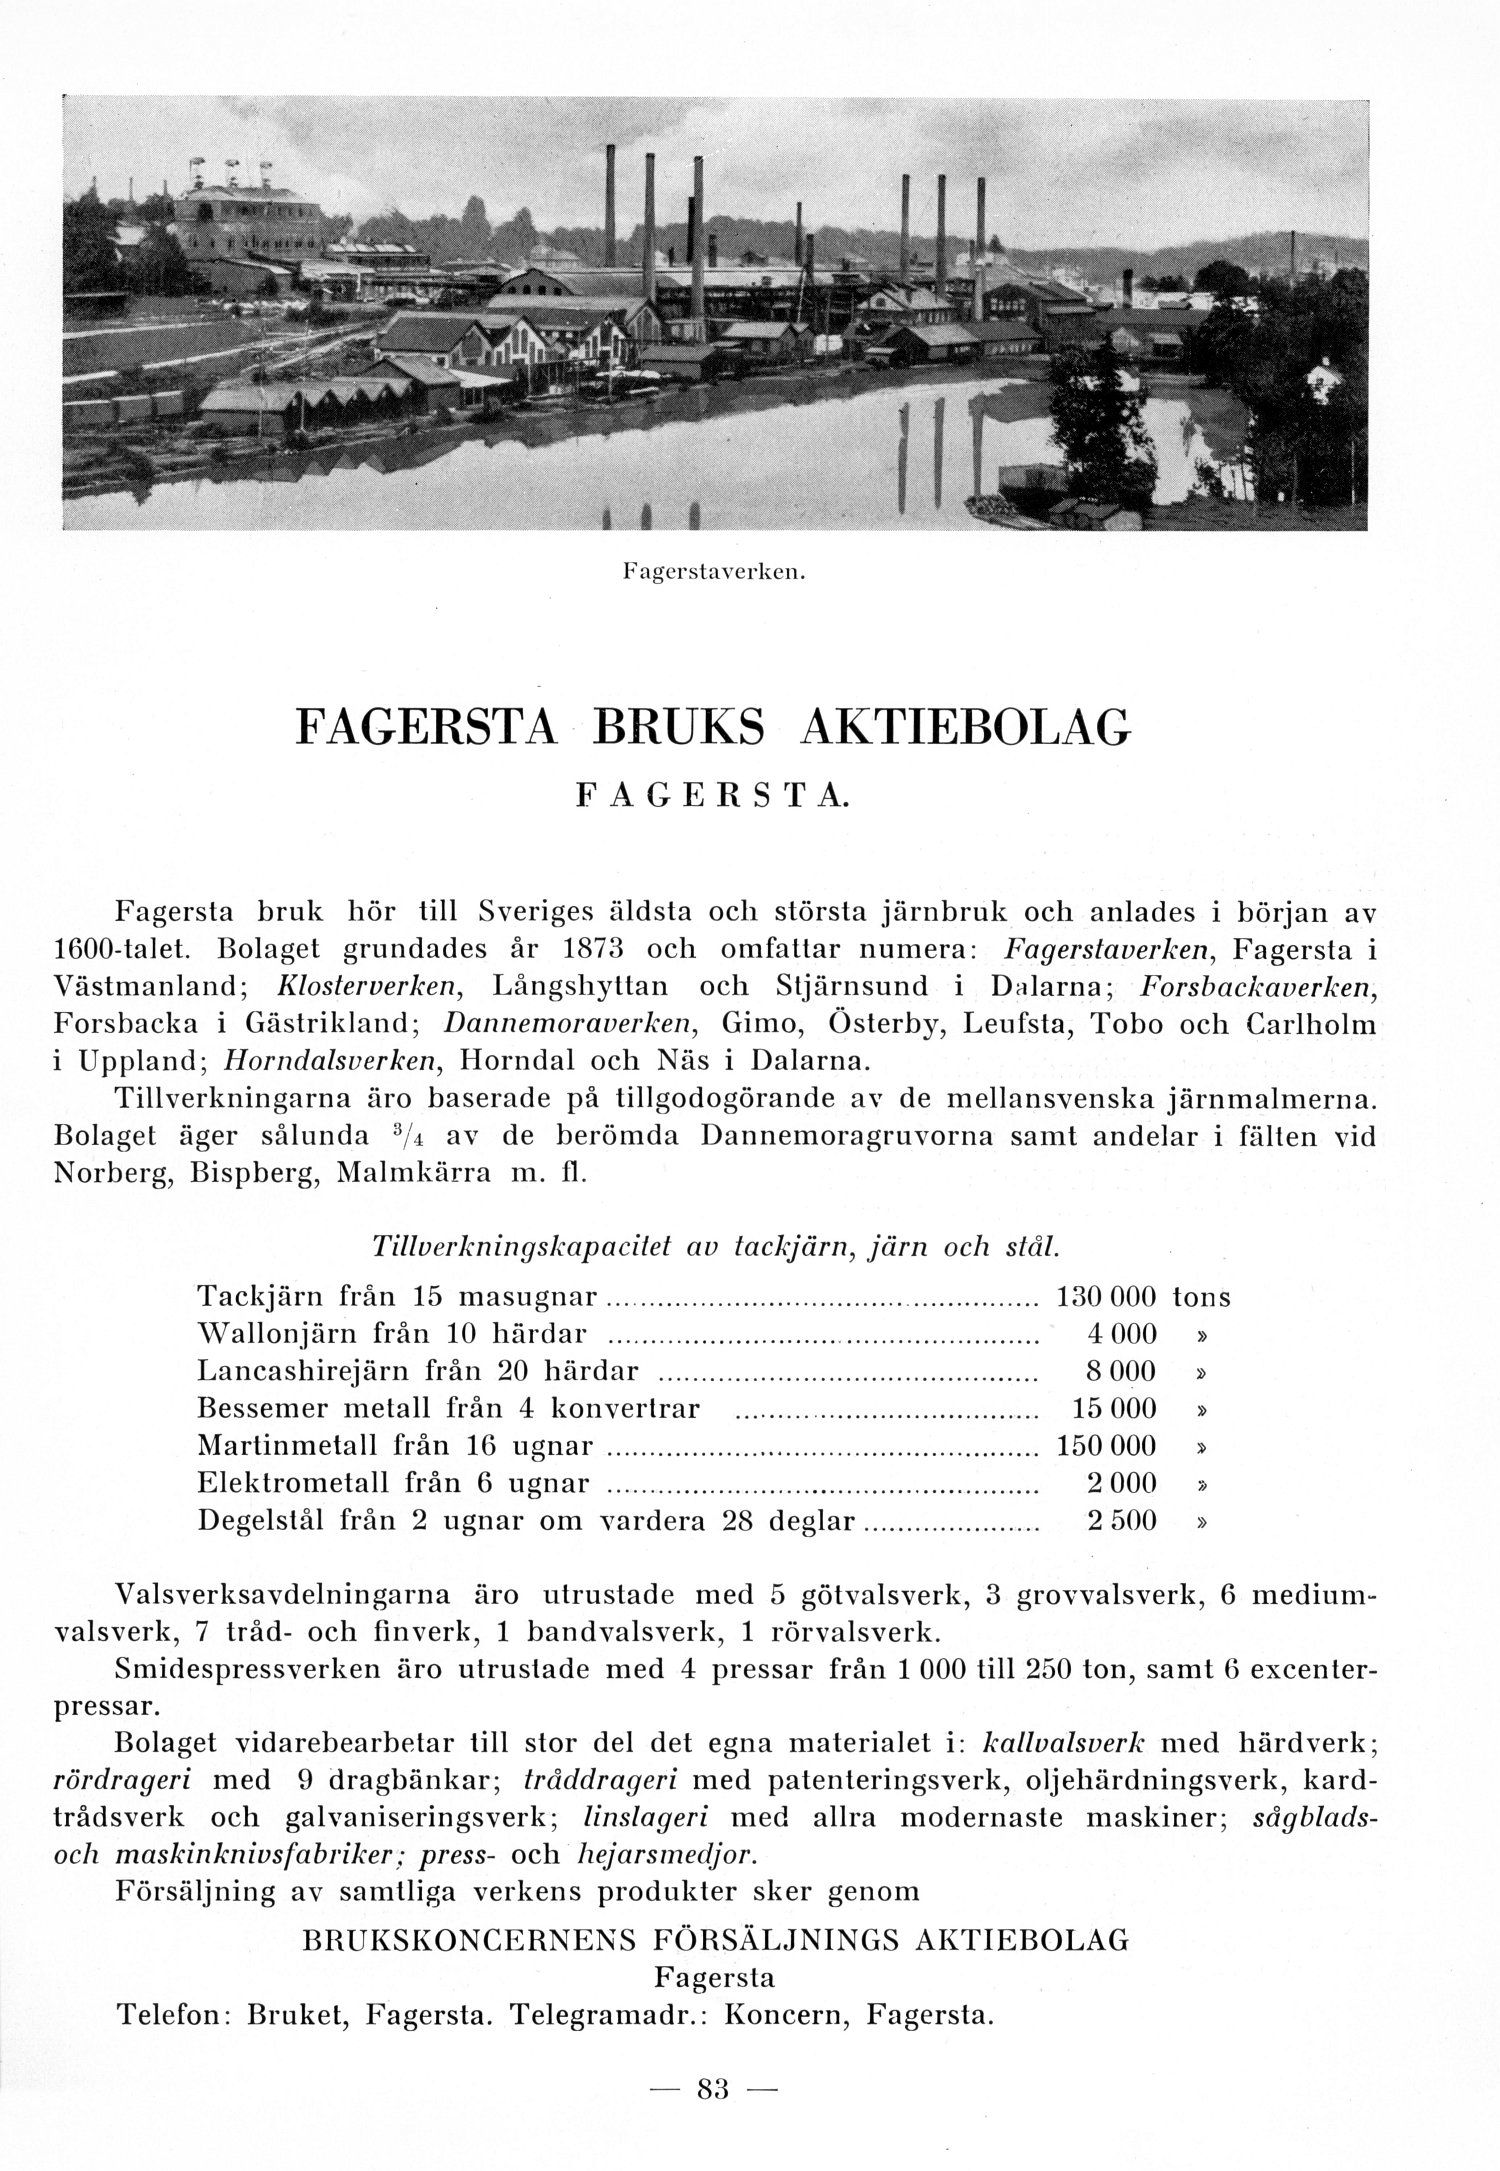 Fagerstaverken.
FAGERSTA BRUKS AKTIEBOLAG
FAGERSTA.
Fagersta bruk hör till Sveriges äldsta och största järnbruk och anlades i början av
1600-talet. Bolaget grundades år 1873 och omfattar numera: Fagerstaverken, Fagersta i
Västmanland; Klosterverken, Långshyttan och Stjärnsund i Dalarna; Forsbackaverken,
Forsbacka i Gästrikland; Dannemoraverken, Gimo, Österby, Leufsta, Tobo och Carlholm
i Uppland; Horndalsverken, Horndal och Näs i Dalarna.
Tillverkningarna äro baserade på tillgodogörande av de mellansvenska järnmalmerna.
Bolaget äger sålunda 3/4 av de berömda Dannemoragruvorna samt andelar i fälten vid
Norberg, Bispberg, Malmkärra m. fl.
Tillverkningskapacitet av tackjärn, järn och stål.
Tackjärn från 15 masugnar ........ 130 000 tons
Wallonjärn från 10 härdar ........ 4 000 »
Lancashirejärn från 20 härdar ........ 8 000 »
Bessemer metall från 4 konvertrar ........ 15 000 »
Martinmetall från 16 ugnar ........ 150 000 »
Elektrometall från 6 ugnar ........ 2 000 »
Degelstål från 2 ugnar om vardera 28 deglar ........ 2 500 »
Valsverksavdelningarna äro utrustade med 5 götvalsverk, 3 grovvalsverk, 6 medium-
valsverk, 7 tråd- och finverk, 1 bandvalsverk, 1 rörvalsverk.
Smidespressverken äro utrustade med 4 pressar från 1 000 till 250 ton, samt 6 excenter-
pressar.
Bolaget vidarebearbetar till stor del det egna materialet i: kallvalsverk med härdverk;
rördrageri med 9 dragbänkar; tråddrageri med patenteringsverk, oljehärdningsverk, kard-
trådsverk och galvaniseringsverk; linslageri med allra modernaste maskiner; sågblads-
och maskinknivsfabriker; press- och hejarsmedjor.
Försäljning av samtliga verkens produkter sker genom
BRUKSKONCERNENS FÖRSÄLJNINGS AKTIEBOLAG
Fagersta
Telefon: Bruket, Fagersta. Telegramadr.: Koncern, Fagersta.
— 83 —